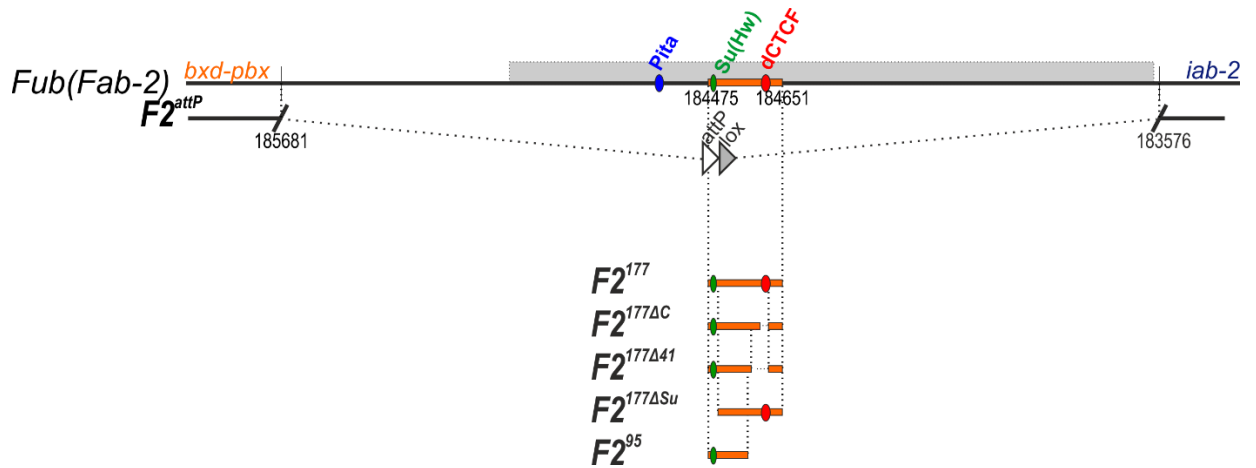 Pita
Su(Hw)
dCTCF
Fub(Fab-2) bxd-pbx iab-2
184475 184651
F2attP
185681 attP lox 183576
F2177
F2177ΔC
F2177Δ41
F2177ΔSu
F295